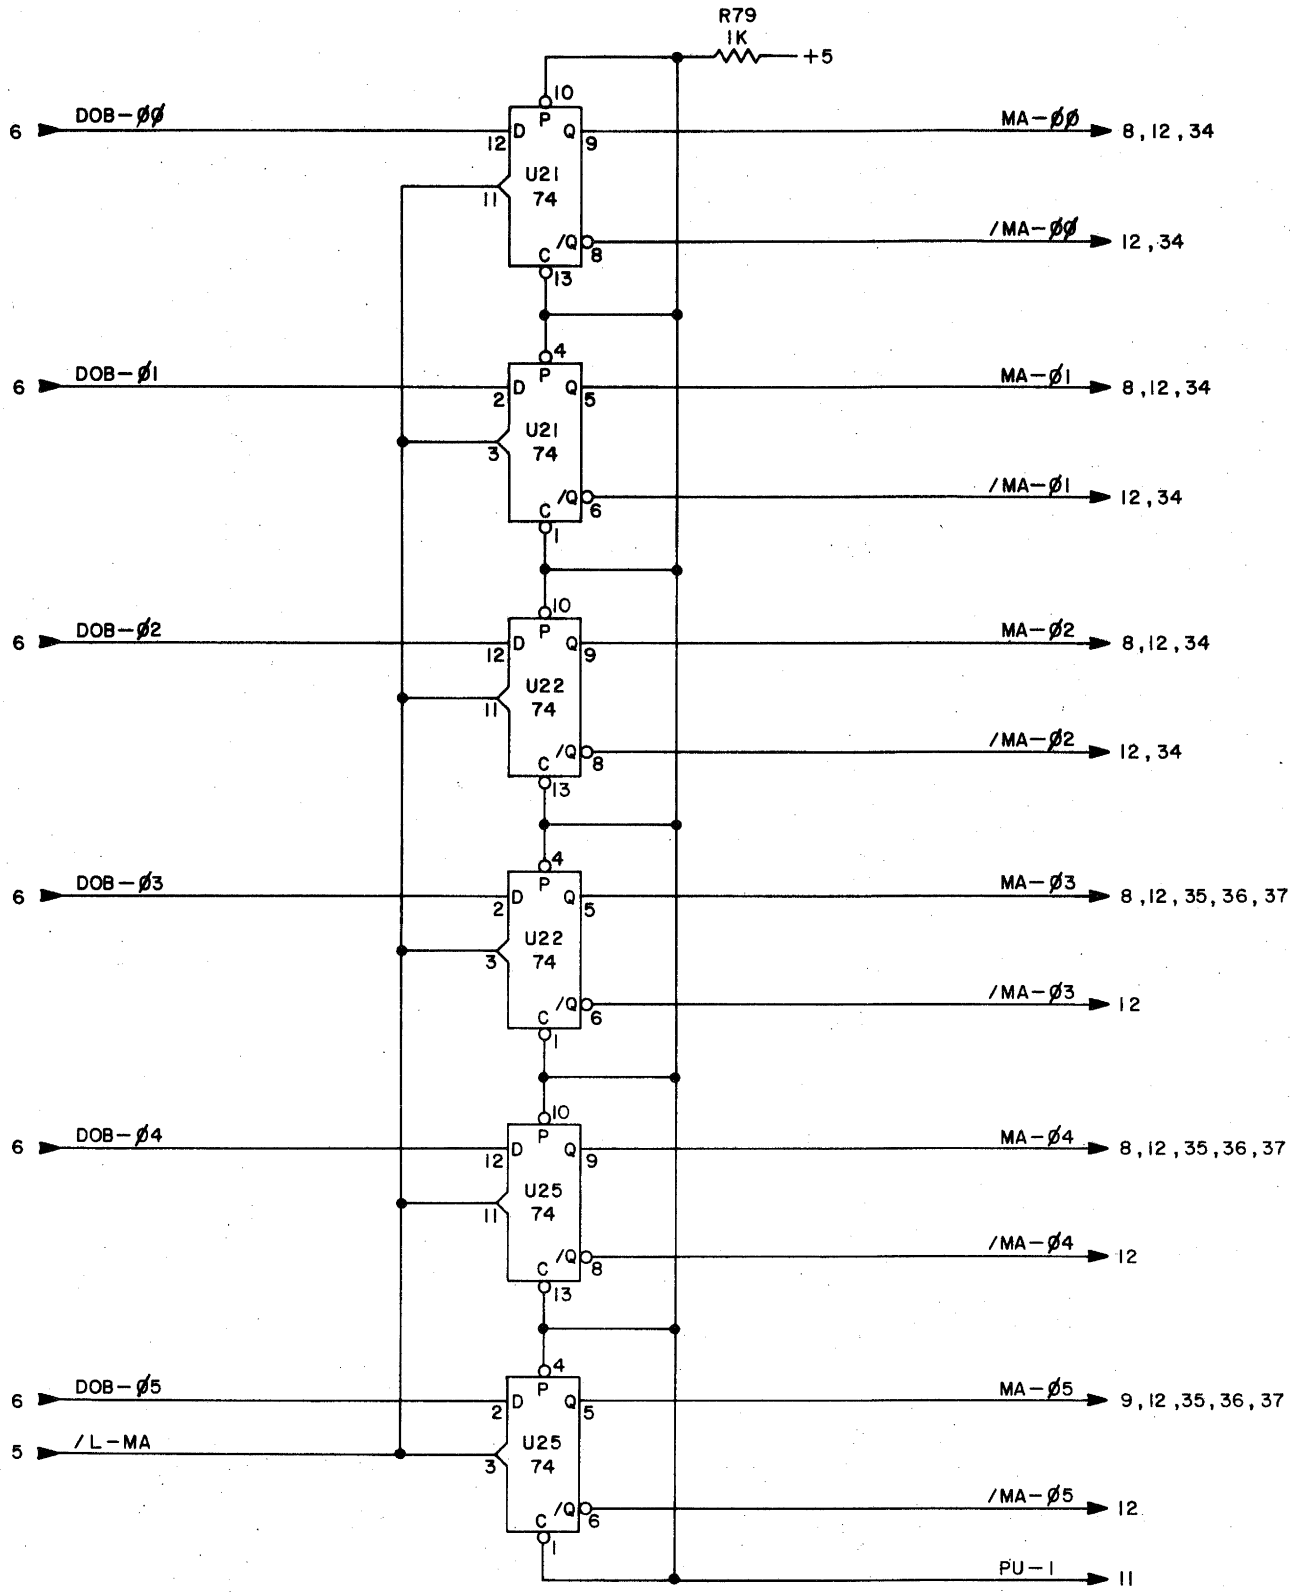 R79
1K
+5
10
6 DOB-ØØ 12 D P Q 9 MA-ØØ 8,12,34
U21
11 74
/Q 8 /MA-ØØ 12,34
C
13
4
6 DOB-Ø1 2 D P Q 5 MA-Ø1 8,12,34
U21
3 74
/Q 6 /MA-Ø1 12,34
C
1
10
6 DOB-Ø2 12 D P Q 9 MA-Ø2 8,12,34
U22
11 74
/Q 8 /MA-Ø2 12,34
C
13
4
6 DOB-Ø3 2 D P Q 5 MA-Ø3 8,12,35,36,37
U22
3 74
/Q 6 /MA-Ø3 12
C
1
10
6 DOB-Ø4 12 D P Q 9 MA-Ø4 8,12,35,36,37
U25
11 74
/Q 8 /MA-Ø4 12
C
13
4
6 DOB-Ø5 2 D P Q 5 MA-Ø5 9,12,35,36,37
5 /L-MA U25
3 74
/Q 6 /MA-Ø5 12
C
1
PU-1 11